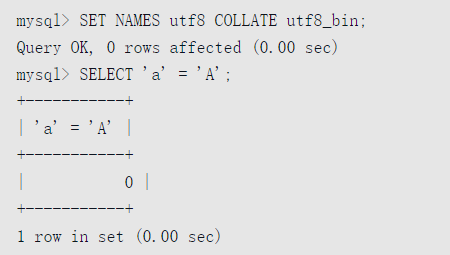 mysql> SET NAMES utf8 COLLATE utf8_bin;
Query OK, 0 rows affected (0.00 sec)
mysql> SELECT 'a' = 'A';
+-----------+
| 'a' = 'A' |
+-----------+
|         0 |
+-----------+
1 row in set (0.00 sec)